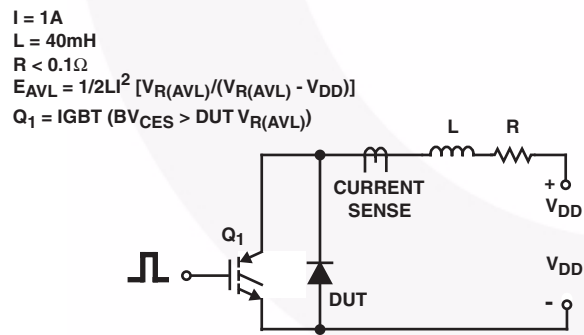 I = 1A
L = 40mH
R < 0.1Ω
E_AVL = 1/2LI² [V_R(AVL)/(V_R(AVL) - V_DD)]
Q₁ = IGBT (BV_CES > DUT V_R(AVL))
L R
CURRENT
SENSE
+
V_DD
Q₁
V_DD
DUT
-